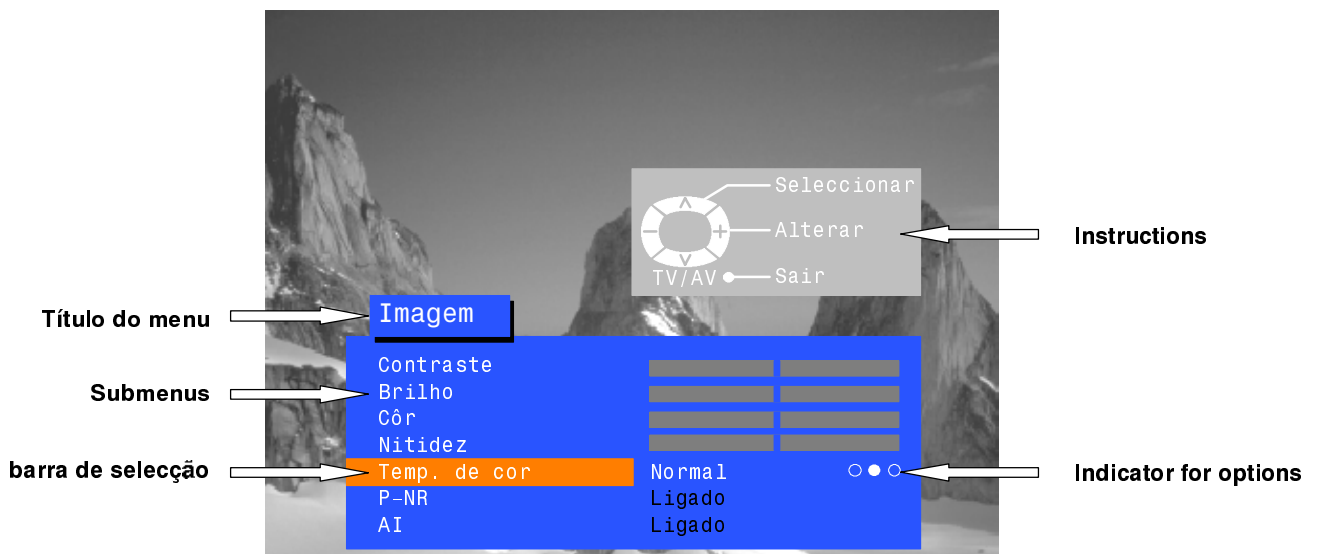 Seleccionar
Alterar
TV/AV Sair
Instructions
Título do menu
Imagem
Submenus
Contraste
Brilho
Côr
Nitidez
barra de selecção
Temp. de cor Normal
Indicator for options
P-NR Ligado
AI Ligado